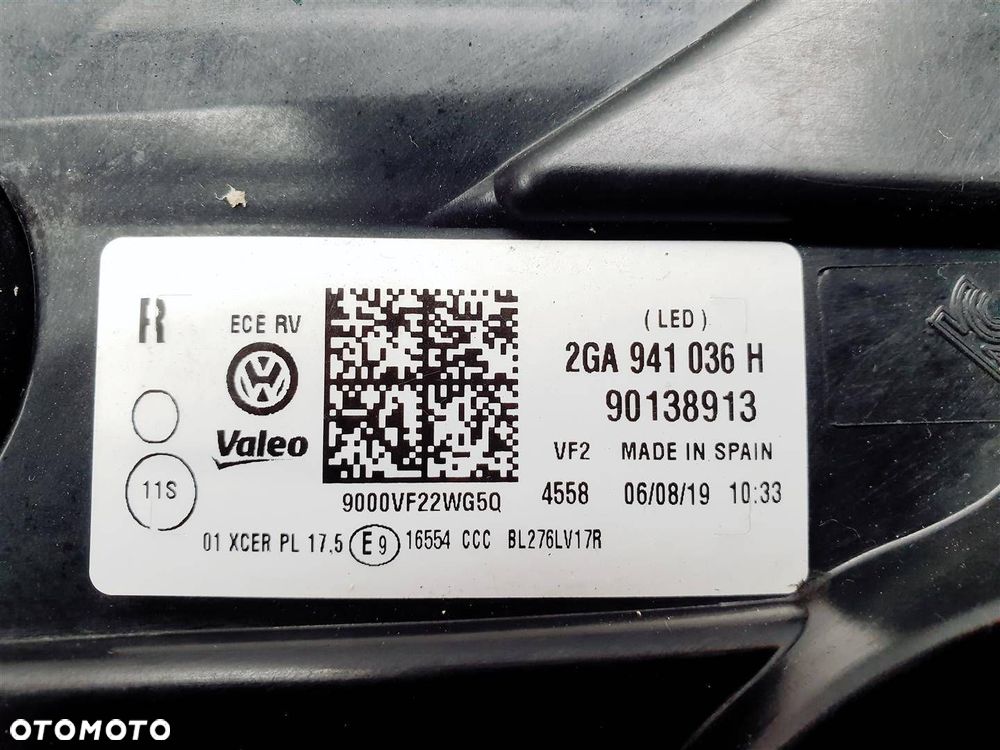 R
ECE RV
Valeo
11S
9000VF22WG5Q
(LED)
2GA 941 036 H
90138913
VF2 MADE IN SPAIN
4558 06/08/19 10:33
01 XCER PL 17,5 E9 16554 CCC BL276LV17R
OTOMOTO